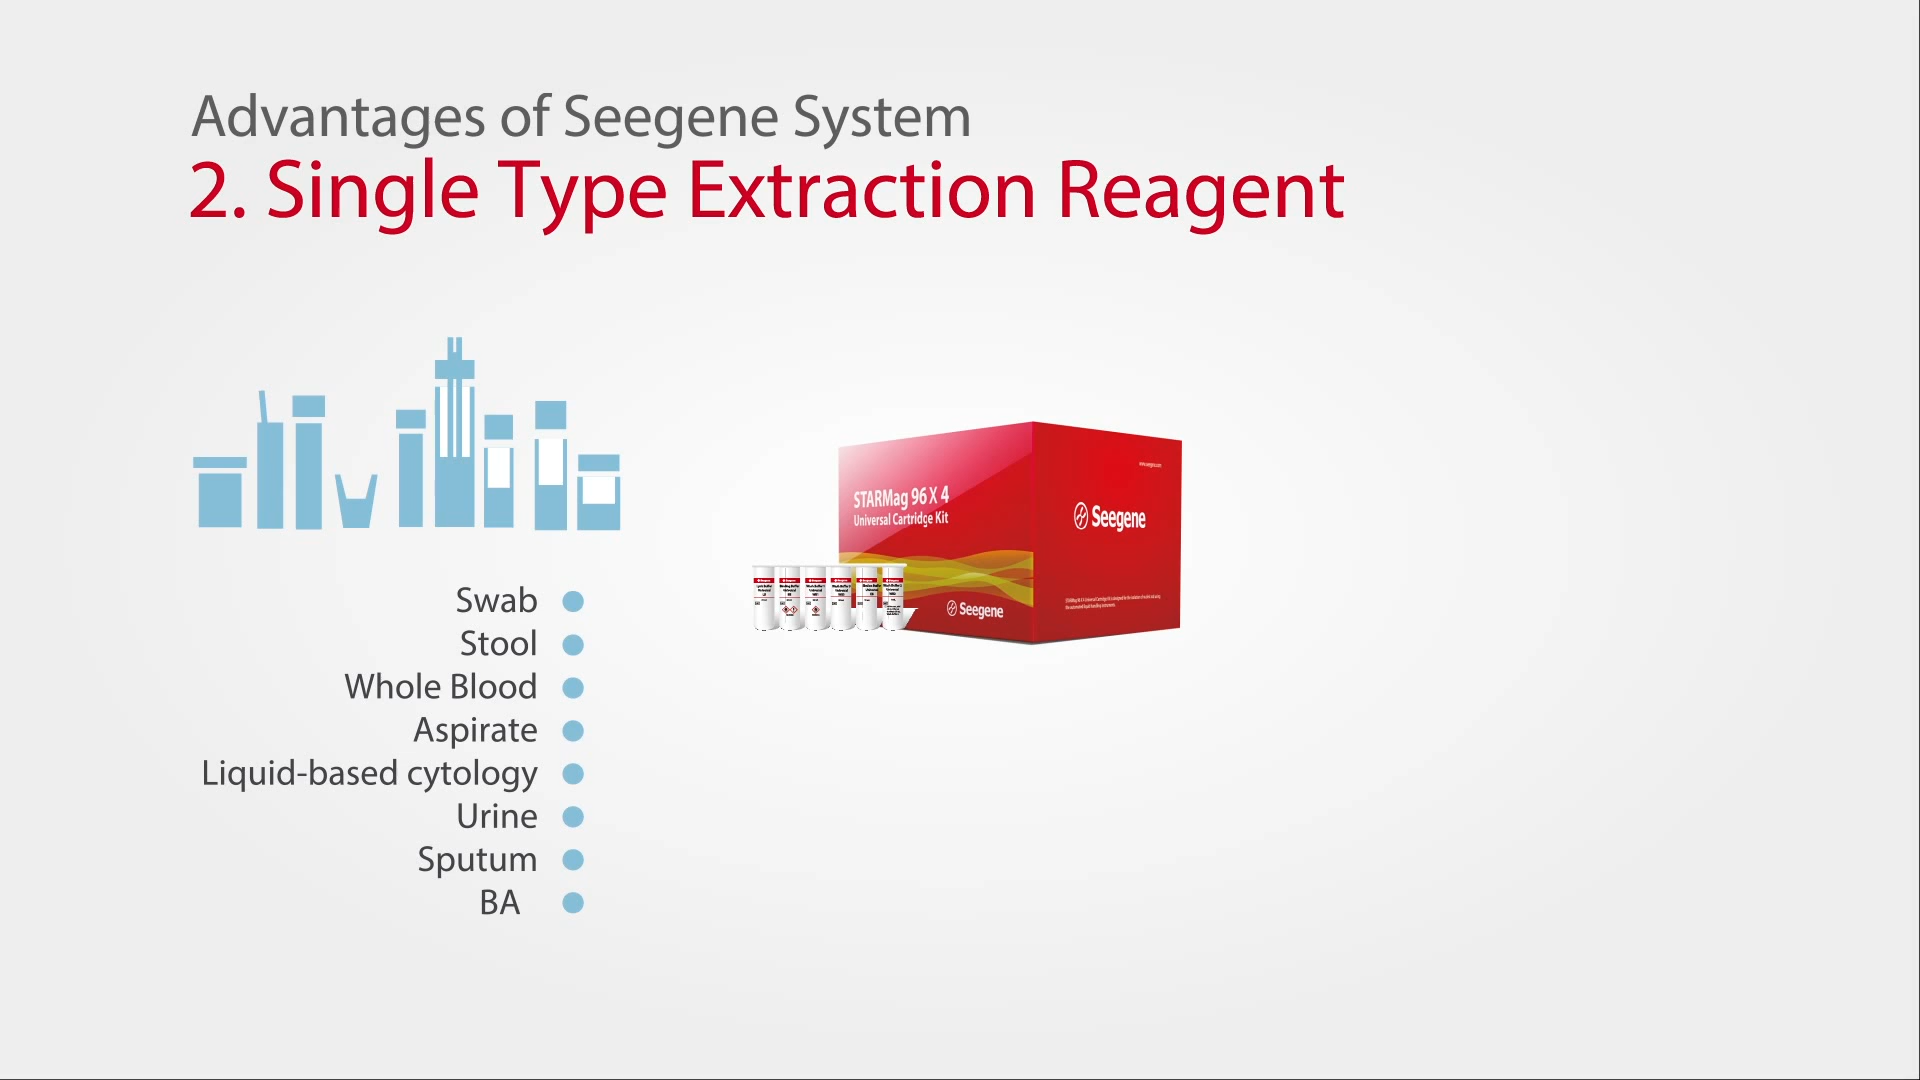 Advantages of Seegene System
2. Single Type Extraction Reagent
STARMag 96 X 4
Universal Cartridge Kit
Seegene
Seegene
Swab
Stool
Whole Blood
Aspirate
Liquid-based cytology
Urine
Sputum
BA